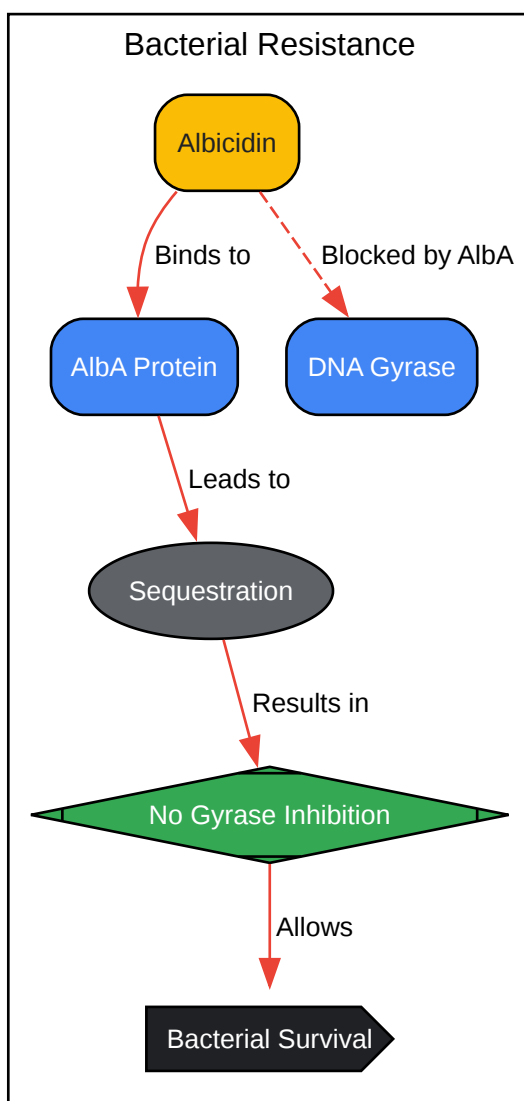 Bacterial Resistance
Albicidin
Binds to
Blocked by AlbA
AlbA Protein
DNA Gyrase
Leads to
Sequestration
Results in
No Gyrase Inhibition
Allows
Bacterial Survival